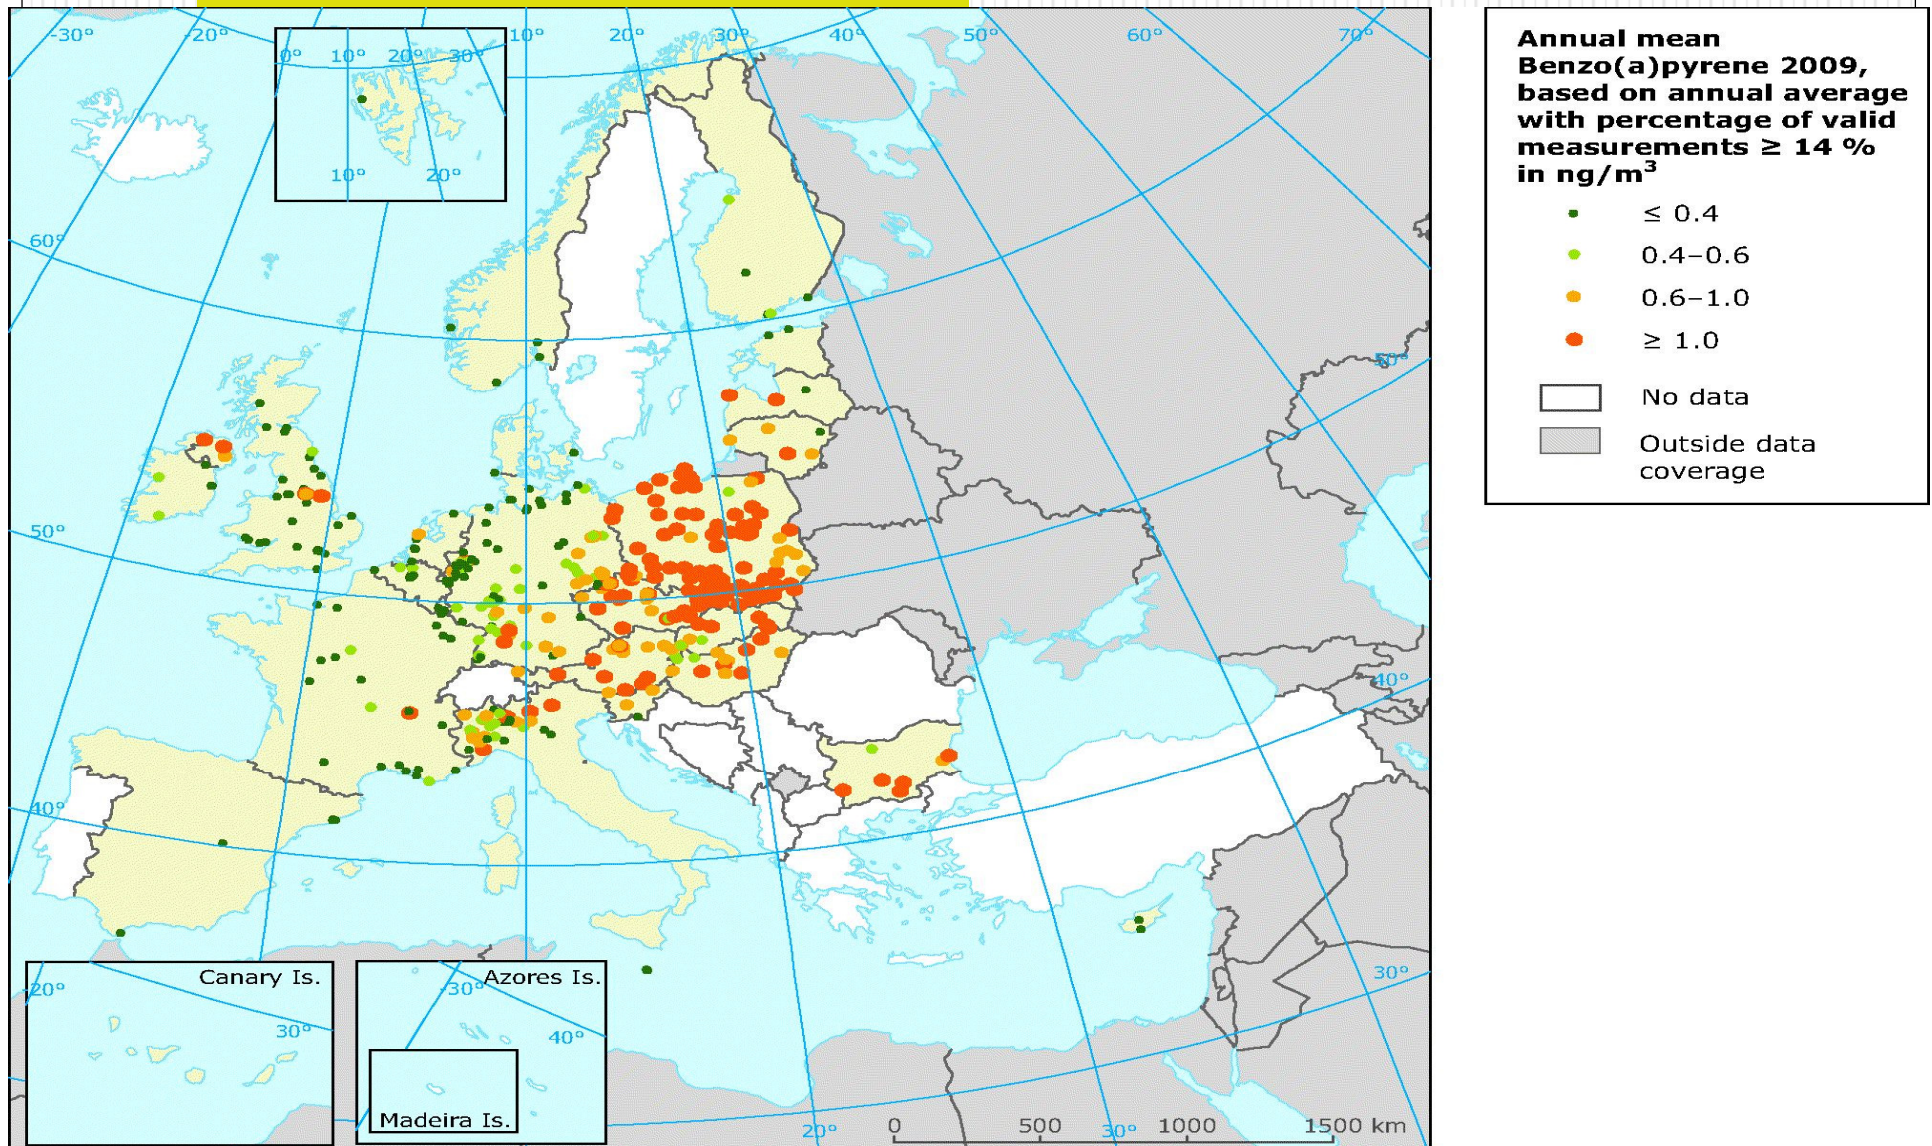 -30°
-20°
10°
20°
30°
40°
50°
60°
70°
0°
10°
20°
30°
10°
20°
60°
50°
40°
50°
40°
30°
20°
30°
Canary Is.
-20°
30°
Azores Is.
-30°
40°
Madeira Is.
0
500
1000
1500 km
Annual mean
Benzo(a)pyrene 2009,
based on annual average
with percentage of valid
measurements ≥ 14 %
in ng/m³
≤ 0.4
0.4–0.6
0.6–1.0
≥ 1.0
No data
Outside data
coverage